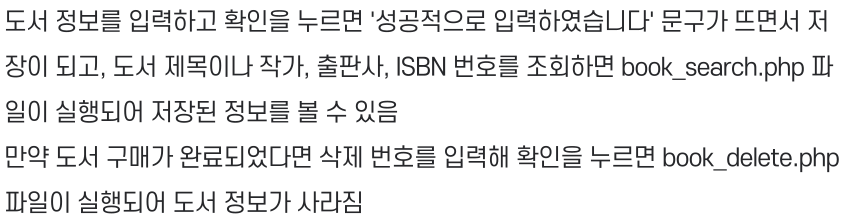 도서 정보를 입력하고 확인을 누르면 '성공적으로 입력하였습니다' 문구가 뜨면서 저
장이 되고, 도서 제목이나 작가, 출판사, ISBN 번호를 조회하면 book_search.php 파
일이 실행되어 저장된 정보를 볼 수 있음
만약 도서 구매가 완료되었다면 삭제 번호를 입력해 확인을 누르면 book_delete.php
파일이 실행되어 도서 정보가 사라짐